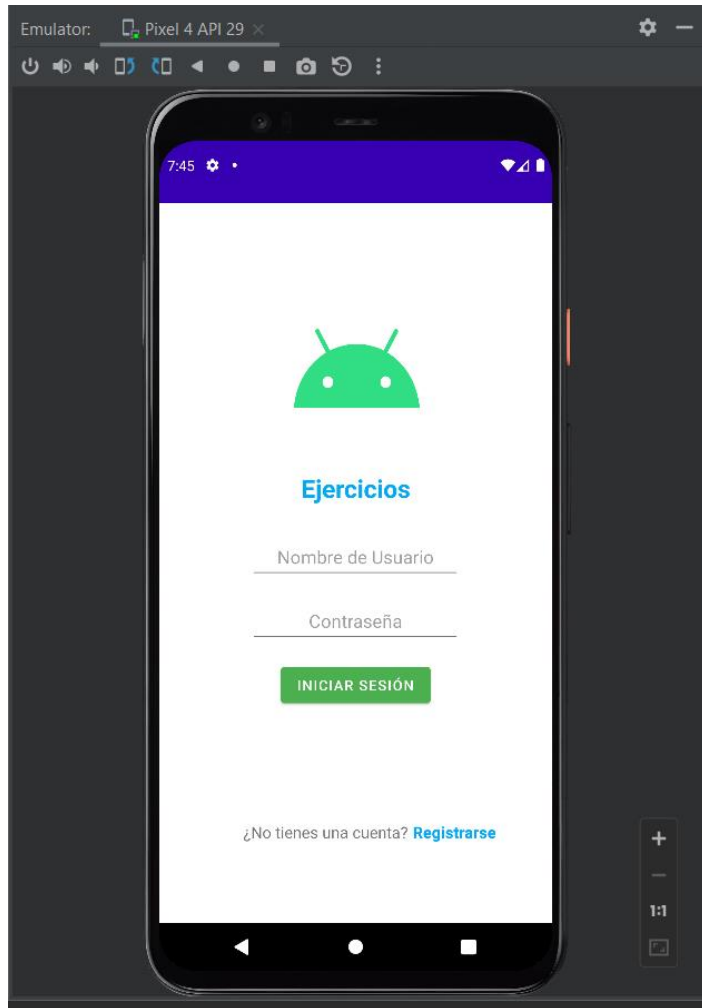 Emulator: Pixel 4 API 29
7:45
Ejercicios
Nombre de Usuario
Contraseña
INICIAR SESIÓN
¿No tienes una cuenta? Registrarse
1:1